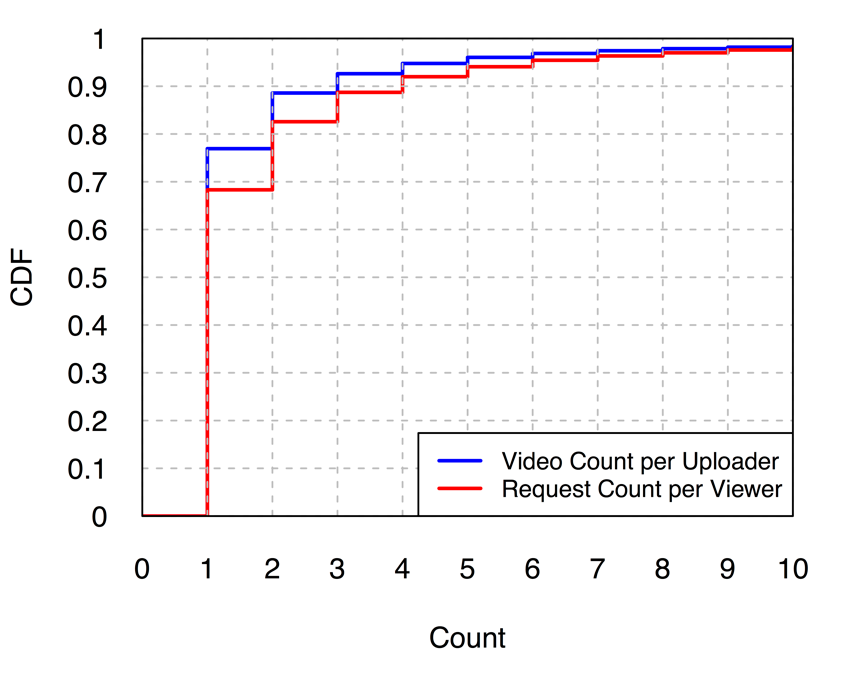 1
0.9
0.8
0.7
0.6
0.5
0.4
0.3
0.2
0.1
0
CDF
Video Count per Uploader
Request Count per Viewer
0 1 2 3 4 5 6 7 8 9 10
Count